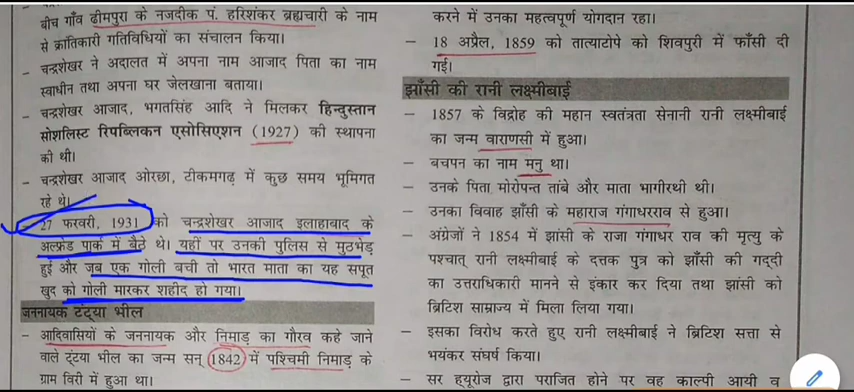 बीच गाँव ढीमपुरा के नजदीक पं. हरिशंकर ब्रह्मचारी के नाम
से क्रांतिकारी गतिविधियों का संचालन किया।
– चन्द्रशेखर ने अदालत में अपना नाम आजाद पिता का नाम
स्वाधीन तथा अपना घर जेलखाना बताया।
– चन्द्रशेखर आजाद, भगतसिंह आदि ने मिलकर हिन्दुस्तान
सोशलिस्ट रिपब्लिकन एसोसिएशन (1927) की स्थापना
की थी।
– चन्द्रशेखर आजाद ओरछा, टीकमगढ़ में कुछ समय भूमिगत
रहे थे।
– 27 फरवरी, 1931 को चन्द्रशेखर आजाद इलाहाबाद के
अल्फ्रेड पार्क में बैठे थे। यहीं पर उनकी पुलिस से मुठभेड़
हुई और जब एक गोली बची तो भारत माता का यह सपूत
खुद को गोली मारकर शहीद हो गया।
जननायक टंट्या भील
– आदिवासियों के जननायक और निमाड़ का गौरव कहे जाने
वाले टंट्या भील का जन्म सन् 1842 में पश्चिमी निमाड़ के
ग्राम विरी में हुआ था।
करने में उनका महत्वपूर्ण योगदान रहा।
– 18 अप्रैल, 1859 को तात्याटोपे को शिवपुरी में फाँसी दी
गई।
झाँसी की रानी लक्ष्मीबाई
– 1857 के विद्रोह की महान स्वतंत्रता सेनानी रानी लक्ष्मीबाई
का जन्म वाराणसी में हुआ।
– बचपन का नाम मनु था।
– उनके पिता मोरोपन्त तांबे और माता भागीरथी थी।
– उनका विवाह झाँसी के महाराज गंगाधरराव से हुआ।
– अंग्रेजों ने 1854 में झांसी के राजा गंगाधर राव की मृत्यु के
पश्चात् रानी लक्ष्मीबाई के दत्तक पुत्र को झाँसी की गद्दी
का उत्तराधिकारी मानने से इंकार कर दिया तथा झांसी को
ब्रिटिश साम्राज्य में मिला लिया गया।
– इसका विरोध करते हुए रानी लक्ष्मीबाई ने ब्रिटिश सत्ता से
भयंकर संघर्ष किया।
– सर ह्यूरोज द्वारा पराजित होने पर वह काल्पी आयी व